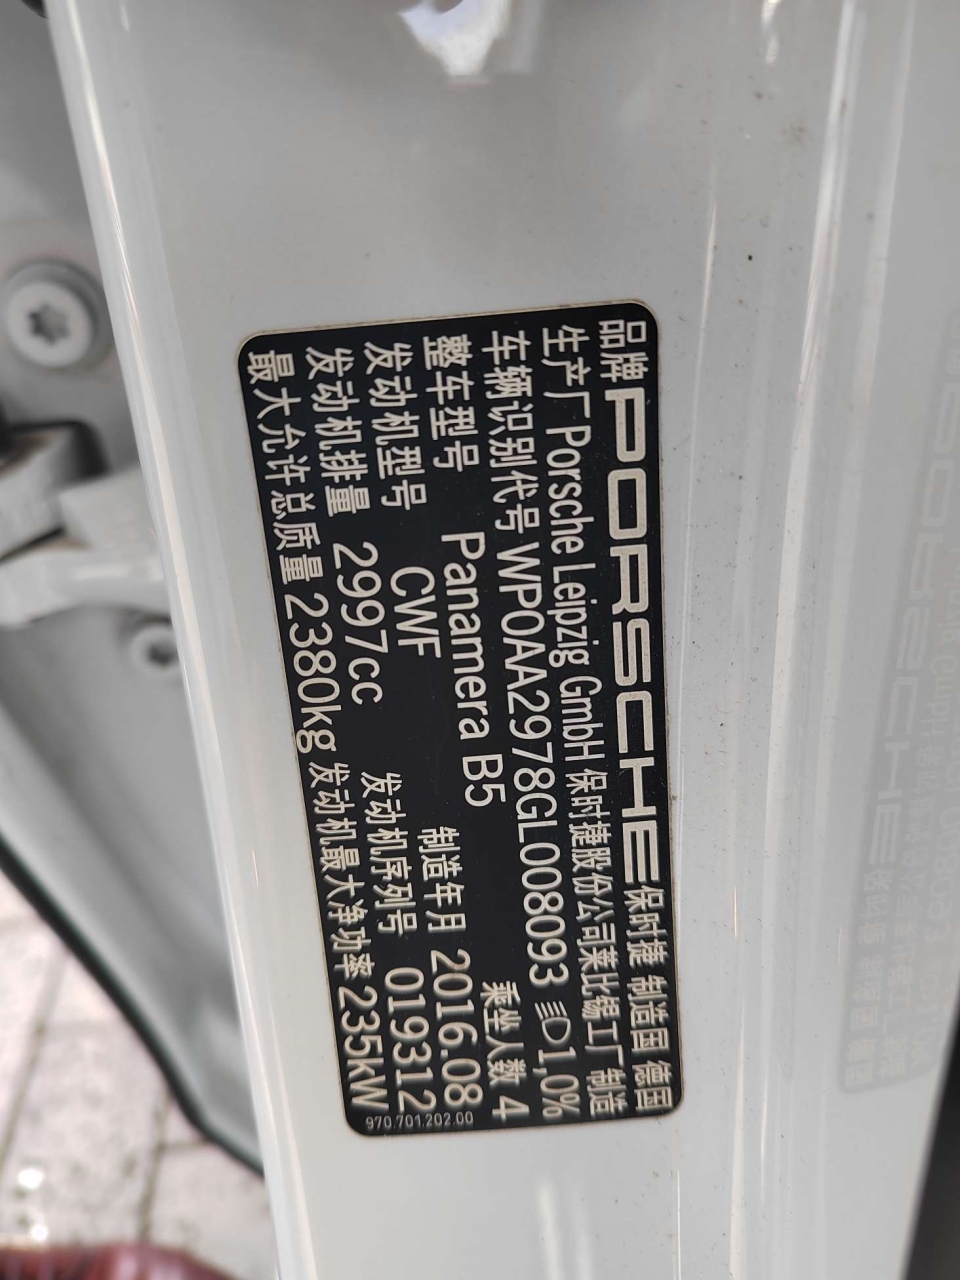 品牌 PORSCHE 保时捷 制造国 德国
生产厂 Porsche Leipzig GmbH 保时捷股份公司莱比锡工厂 制造
车辆识别代号 WP0AA2978GL008093 1,0%
整车型号 Panamera B5 乘坐人数 4
发动机型号 CWF 制造年月 2016.08
发动机排量 2997cc 发动机序列号 019312
最大允许总质量 2380kg 发动机最大净功率 235kW
970.701.202.00